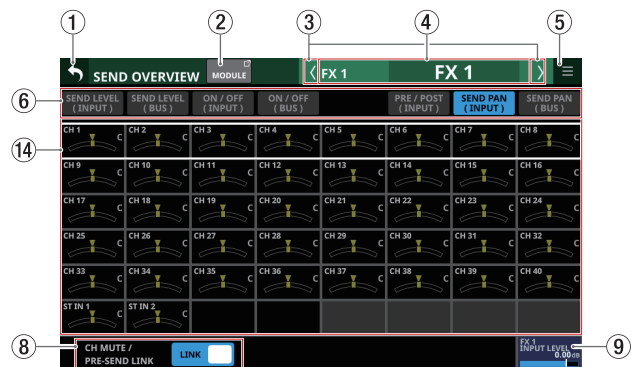 1 2 3 4 5
SEND OVERVIEW MODULE FX 1 FX 1
6
SEND LEVEL (INPUT) SEND LEVEL (BUS) ON / OFF (INPUT) ON / OFF (BUS) PRE / POST (INPUT) SEND PAN (INPUT) SEND PAN (BUS)
14
CH 1 C CH 2 C CH 3 C CH 4 C CH 5 C CH 6 C CH 7 C CH 8 C
CH 9 C CH 10 C CH 11 C CH 12 C CH 13 C CH 14 C CH 15 C CH 16 C
CH 17 C CH 18 C CH 19 C CH 20 C CH 21 C CH 22 C CH 23 C CH 24 C
CH 25 C CH 26 C CH 27 C CH 28 C CH 29 C CH 30 C CH 31 C CH 32 C
CH 33 C CH 34 C CH 35 C CH 36 C CH 37 C CH 38 C CH 39 C CH 40 C
ST IN 1 C ST IN 2 C
8
CH MUTE /
PRE-SEND LINK
LINK
FX 1
INPUT LEVEL
0.00dB
9